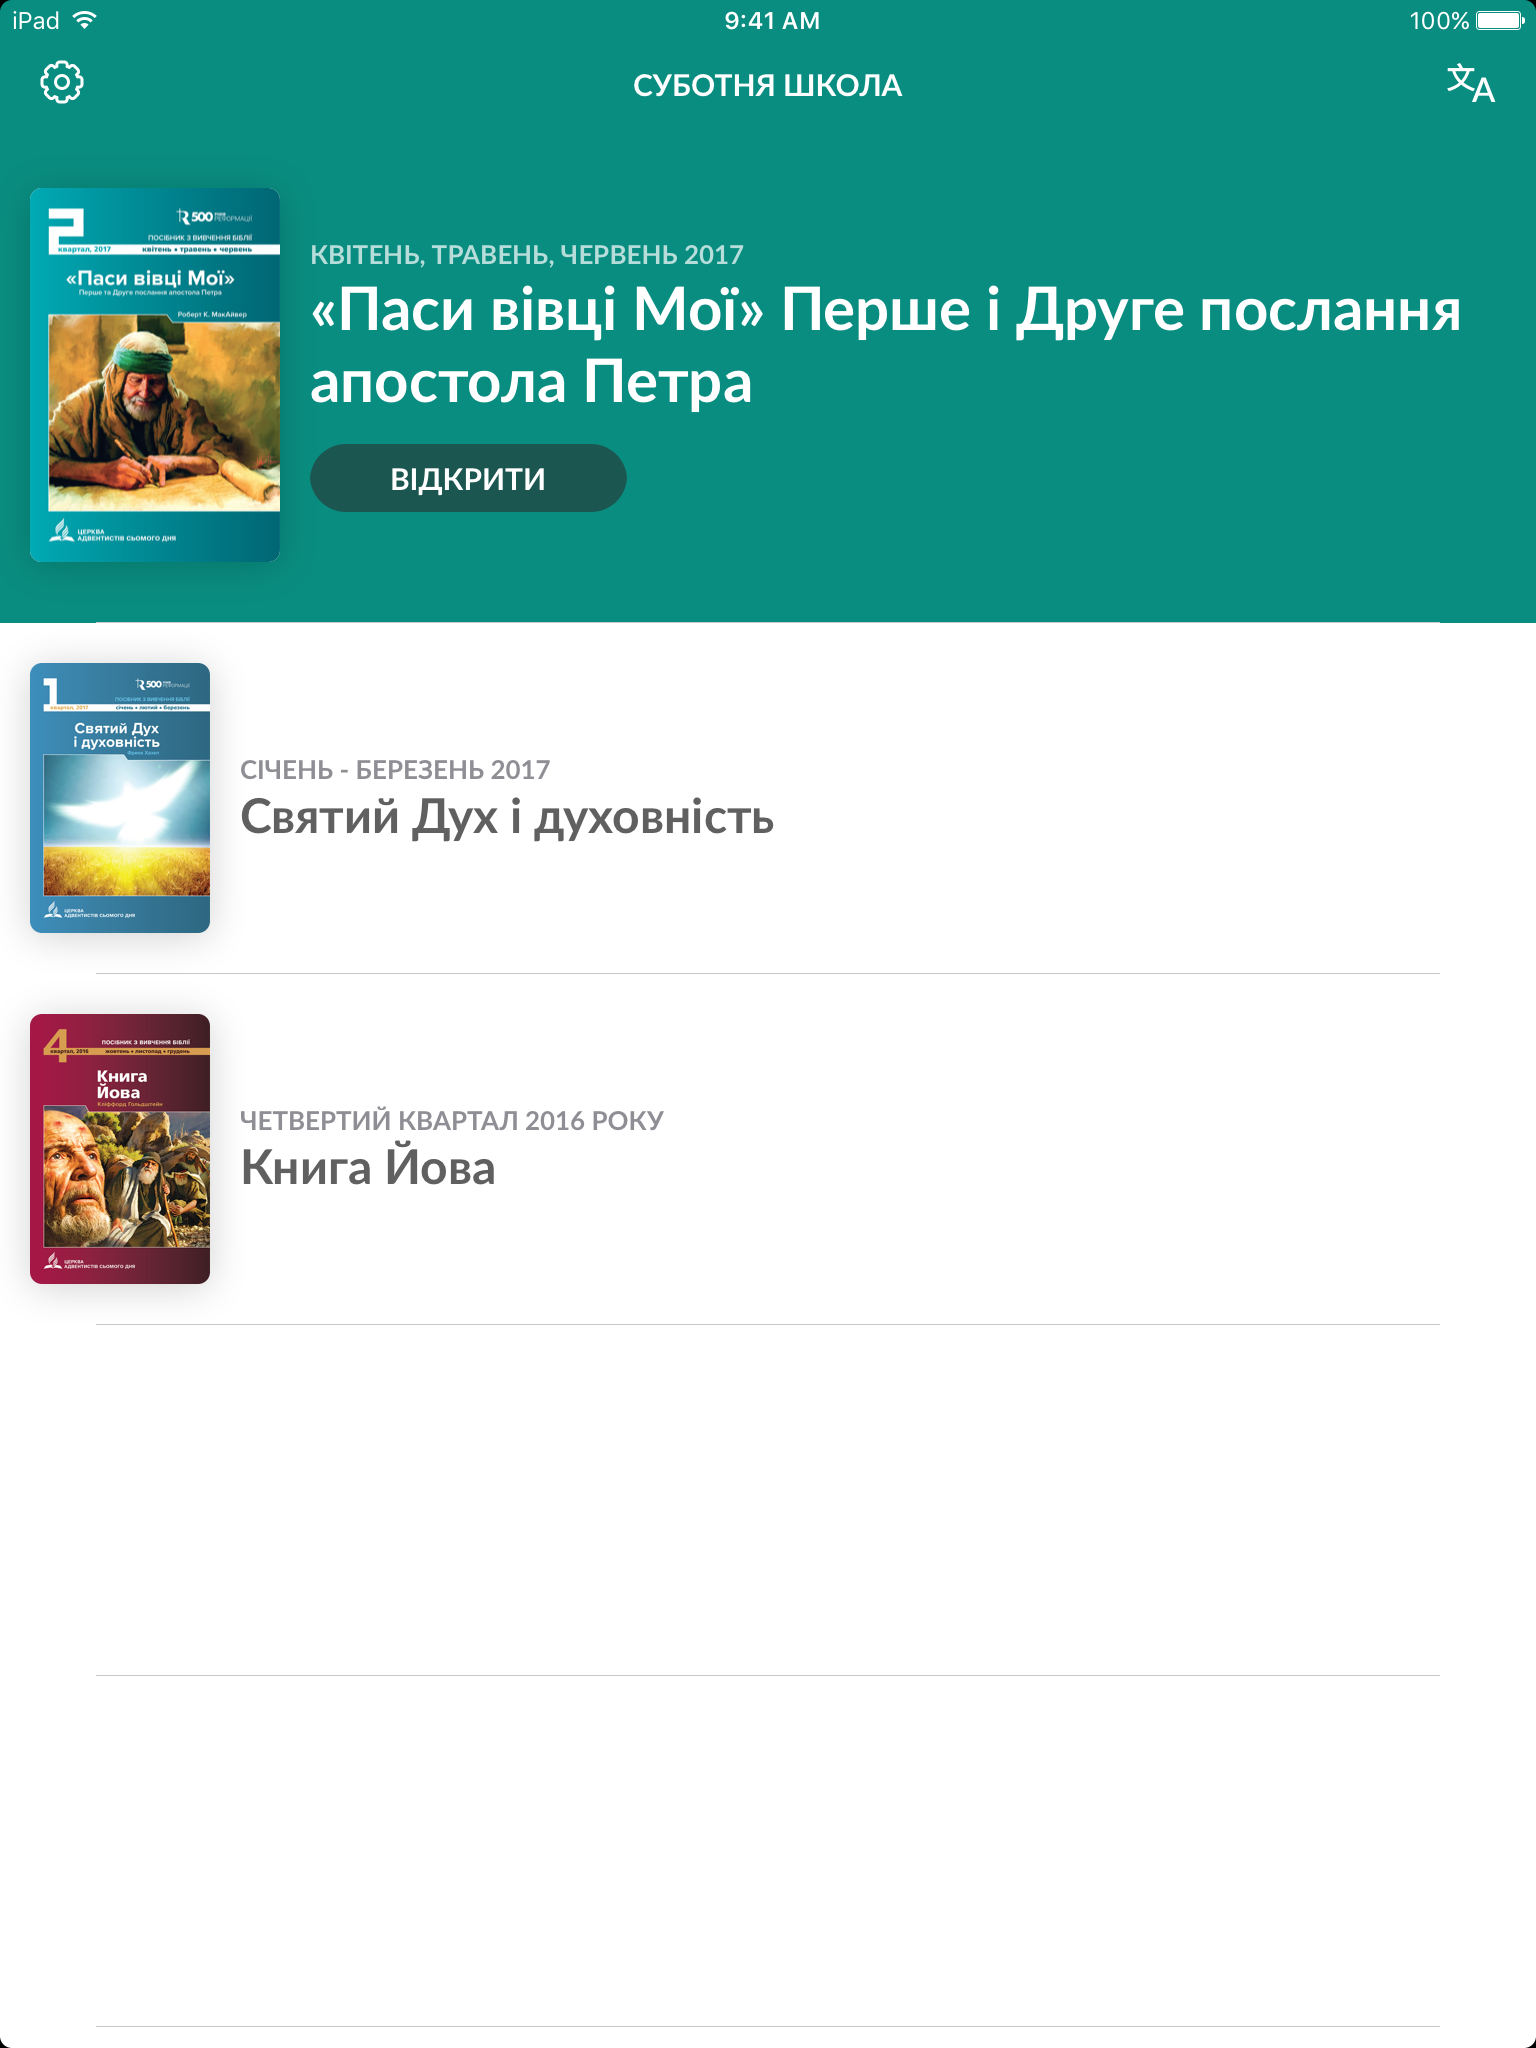 iPad
9:41 AM
100%
СУБОТНЯ ШКОЛА
文A
2
R 500 РОКІВ РЕФОРМАЦІЇ
ПОСІБНИК З ВИВЧЕННЯ БІБЛІЇ
квартал, 2017 квітень • травень • червень
«Паси вівці Мої»
Перше та Друге послання апостола Петра
Роберт К. МакАйвер
ЦЕРКВА
АДВЕНТИСТІВ СЬОМОГО ДНЯ
КВІТЕНЬ, ТРАВЕНЬ, ЧЕРВЕНЬ 2017
«Паси вівці Мої» Перше і Друге послання
апостола Петра
ВІДКРИТИ
1
R 500 РОКІВ РЕФОРМАЦІЇ
ПОСІБНИК З ВИВЧЕННЯ БІБЛІЇ
квартал, 2017 січень • лютий • березень
Святий Дух
і духовність
ЦЕРКВА
АДВЕНТИСТІВ СЬОМОГО ДНЯ
СІЧЕНЬ - БЕРЕЗЕНЬ 2017
Святий Дух і духовність
4
ПОСІБНИК З ВИВЧЕННЯ БІБЛІЇ
квартал, 2016 жовтень • листопад • грудень
Книга
Йова
Кліффорд Гольдштейн
ЦЕРКВА
АДВЕНТИСТІВ СЬОМОГО ДНЯ
ЧЕТВЕРТИЙ КВАРТАЛ 2016 РОКУ
Книга Йова